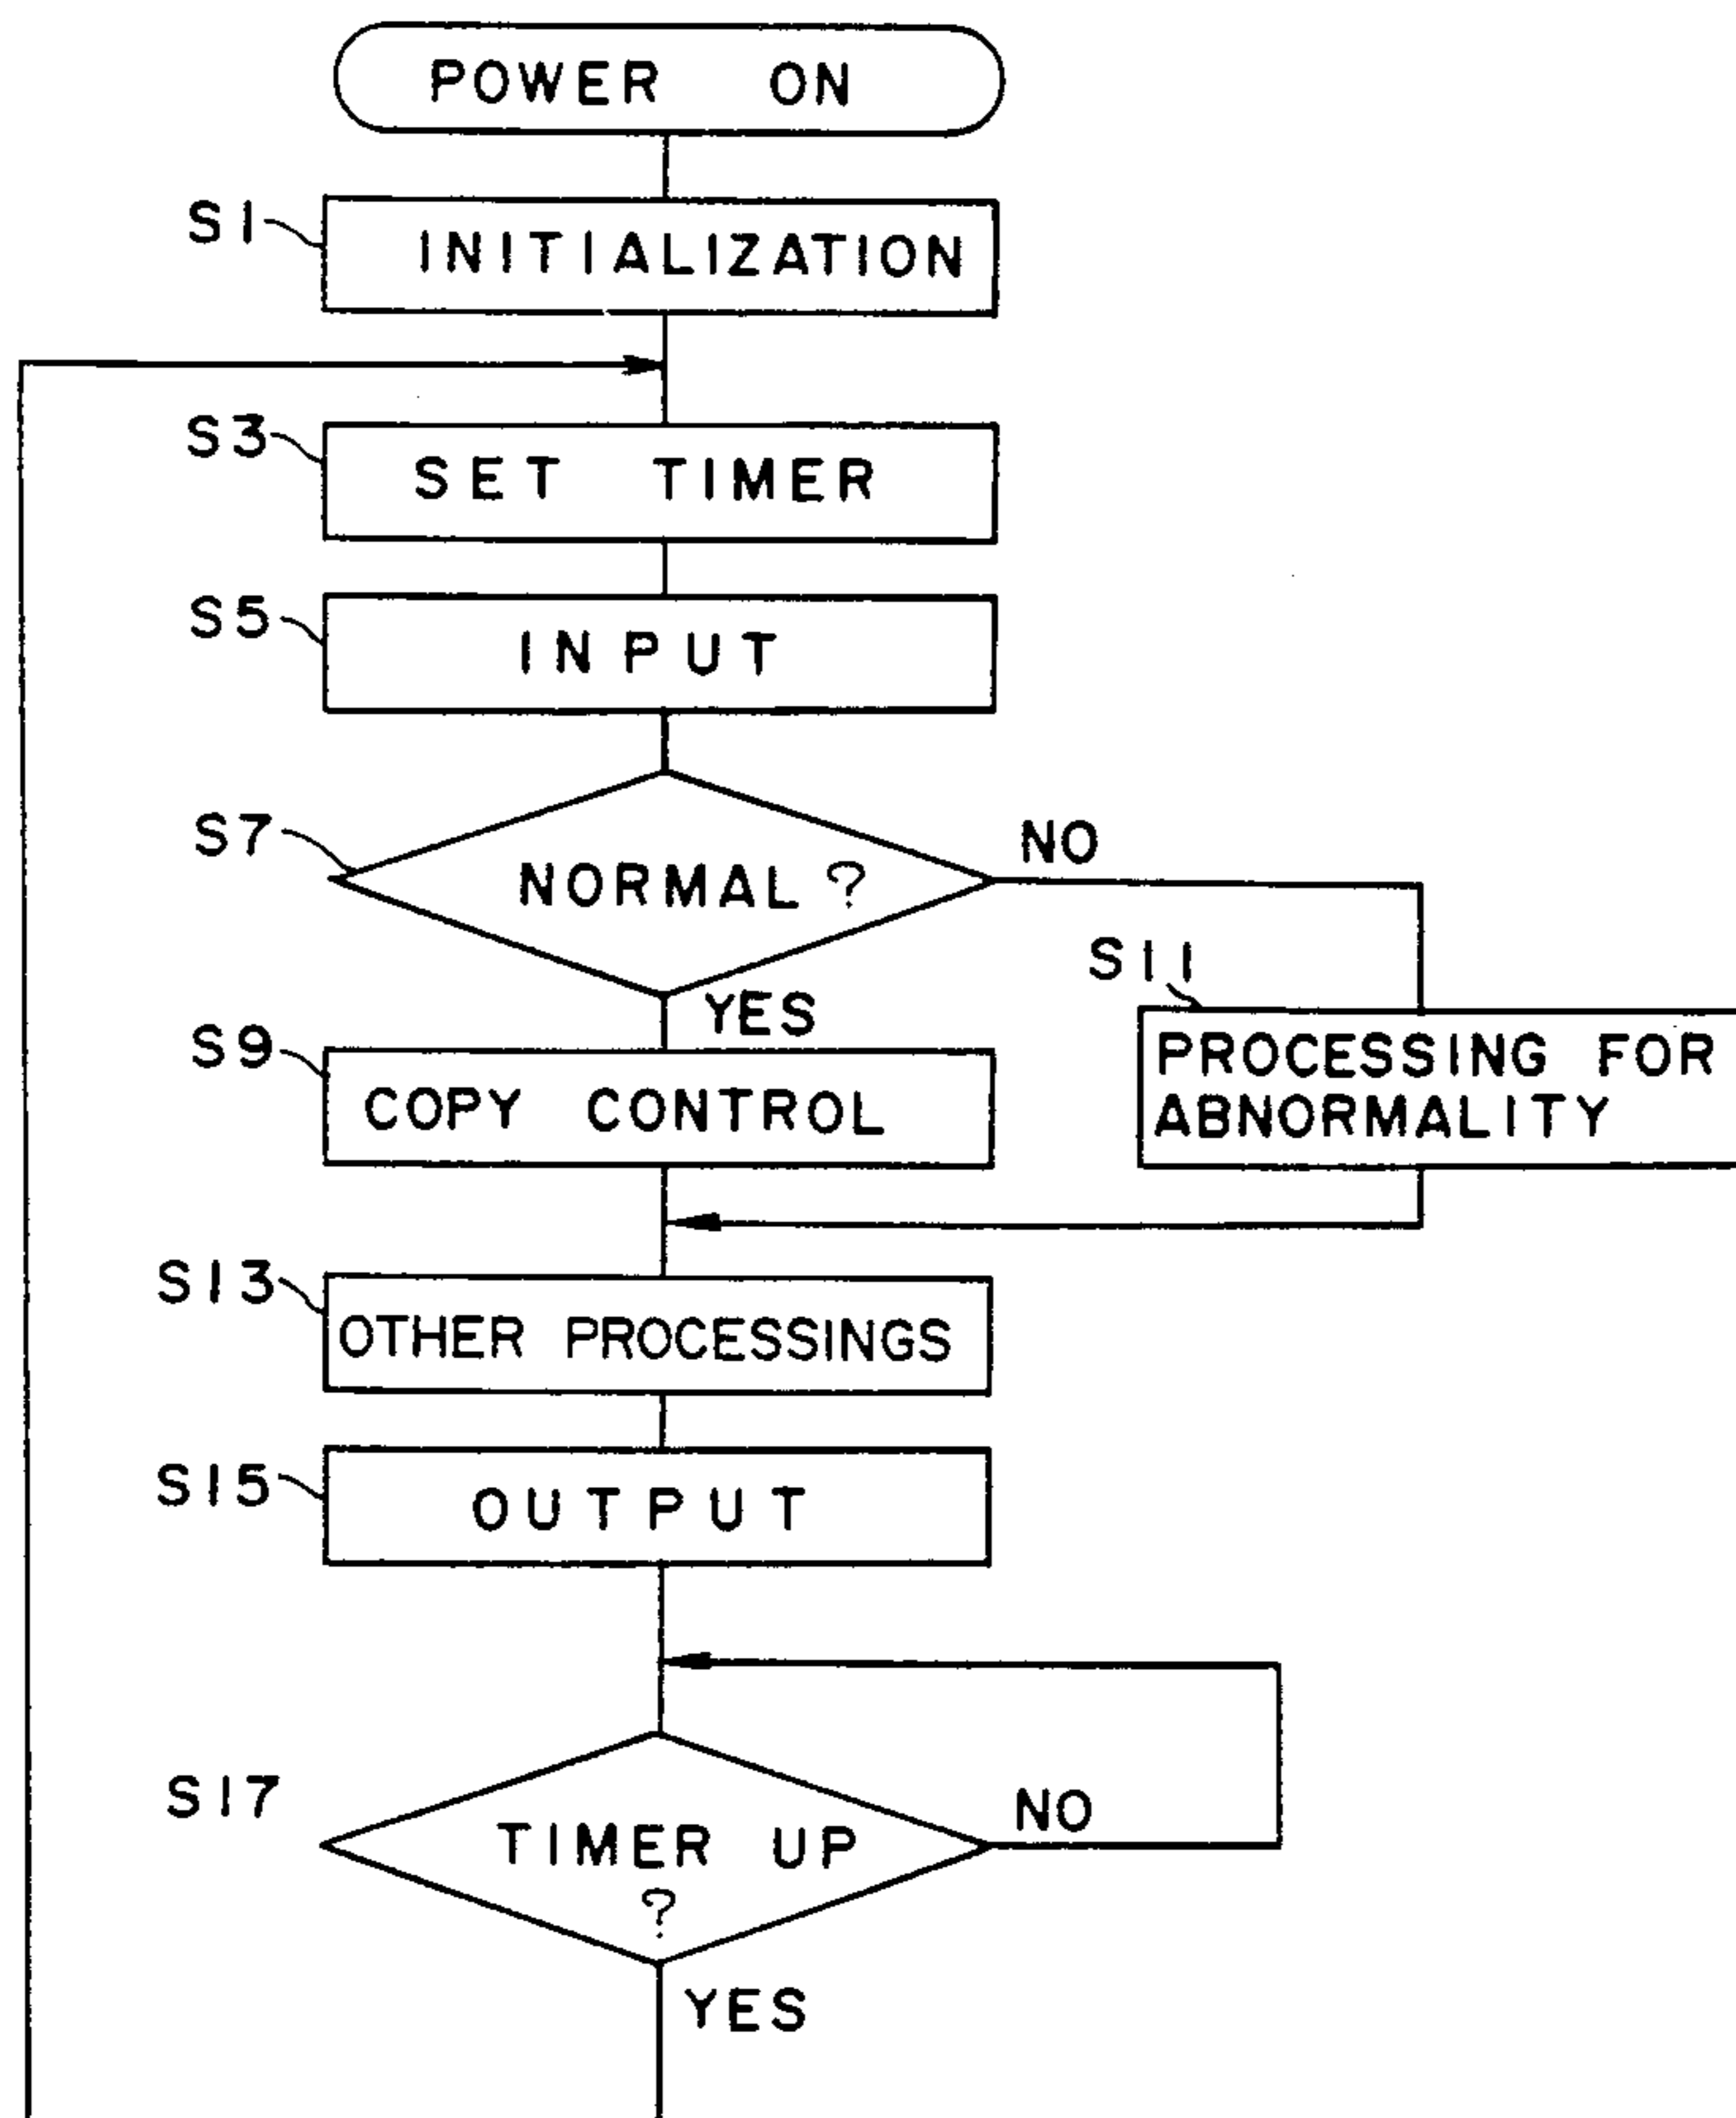 POWER ON
S1
INITIALIZATION
S3
SET TIMER
S5
INPUT
S7
NORMAL ?
NO
YES
S11
PROCESSING FOR
ABNORMALITY
S9
COPY CONTROL
S13
OTHER PROCESSINGS
S15
OUTPUT
S17
TIMER UP
?
NO
YES